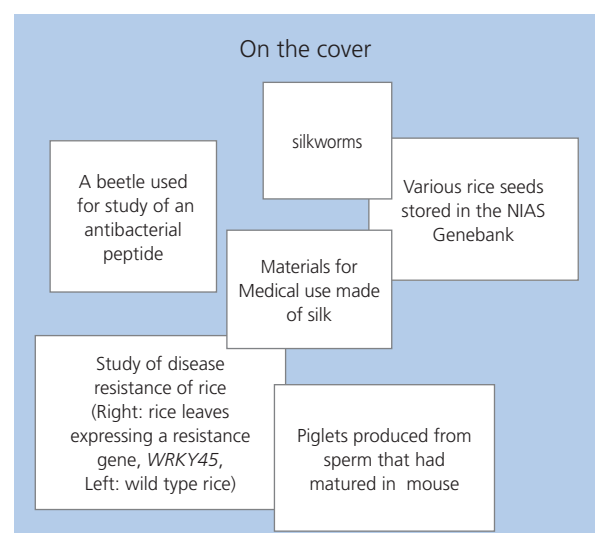 On the cover
silkworms
A beetle used
for study of an
antibacterial
peptide
Various rice seeds
stored in the NIAS
Genebank
Materials for
Medical use made
of silk
Study of disease
resistance of rice
(Right: rice leaves
expressing a resistance
gene, WRKY45,
Left: wild type rice)
Piglets produced from
sperm that had
matured in mouse